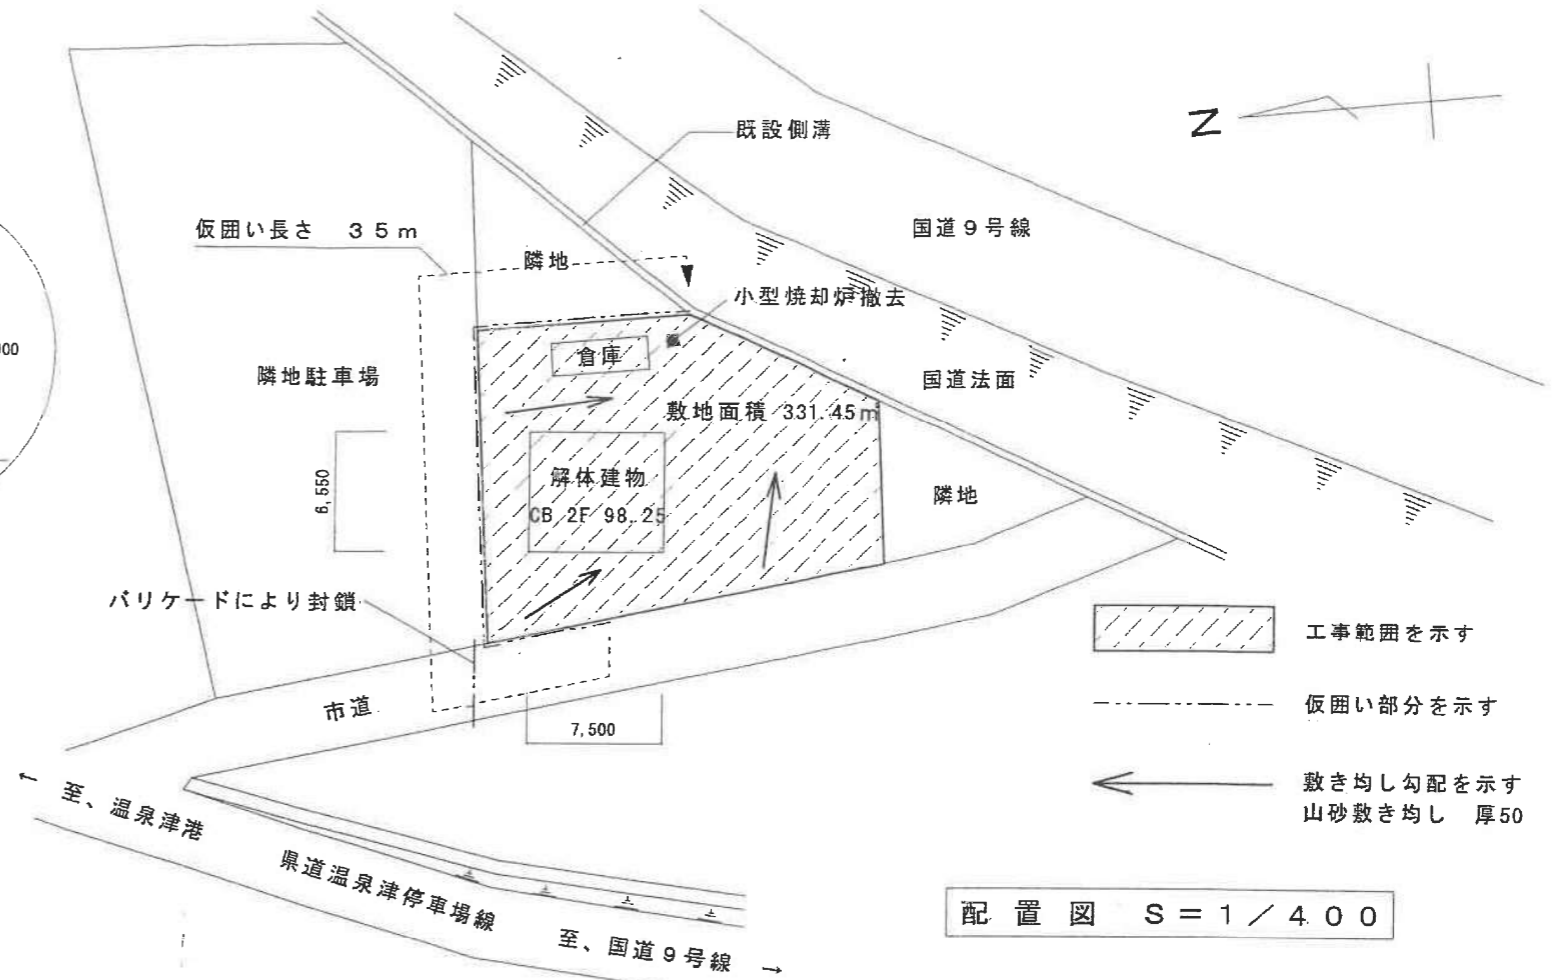 既設側溝
N
仮囲い長さ　３５ｍ
国道９号線
隣地
小型焼却炉撤去
倉庫
隣地駐車場
国道法面
敷地面積 331.45㎡
解体建物
CB 2F 98.25
6,550
隣地
バリケードにより封鎖
工事範囲を示す
市道
仮囲い部分を示す
7,500
敷き均し勾配を示す
山砂敷き均し　厚50
← 至、温泉津港
県道温泉津停車場線
至、国道９号線 →
配置図　Ｓ＝１／４００